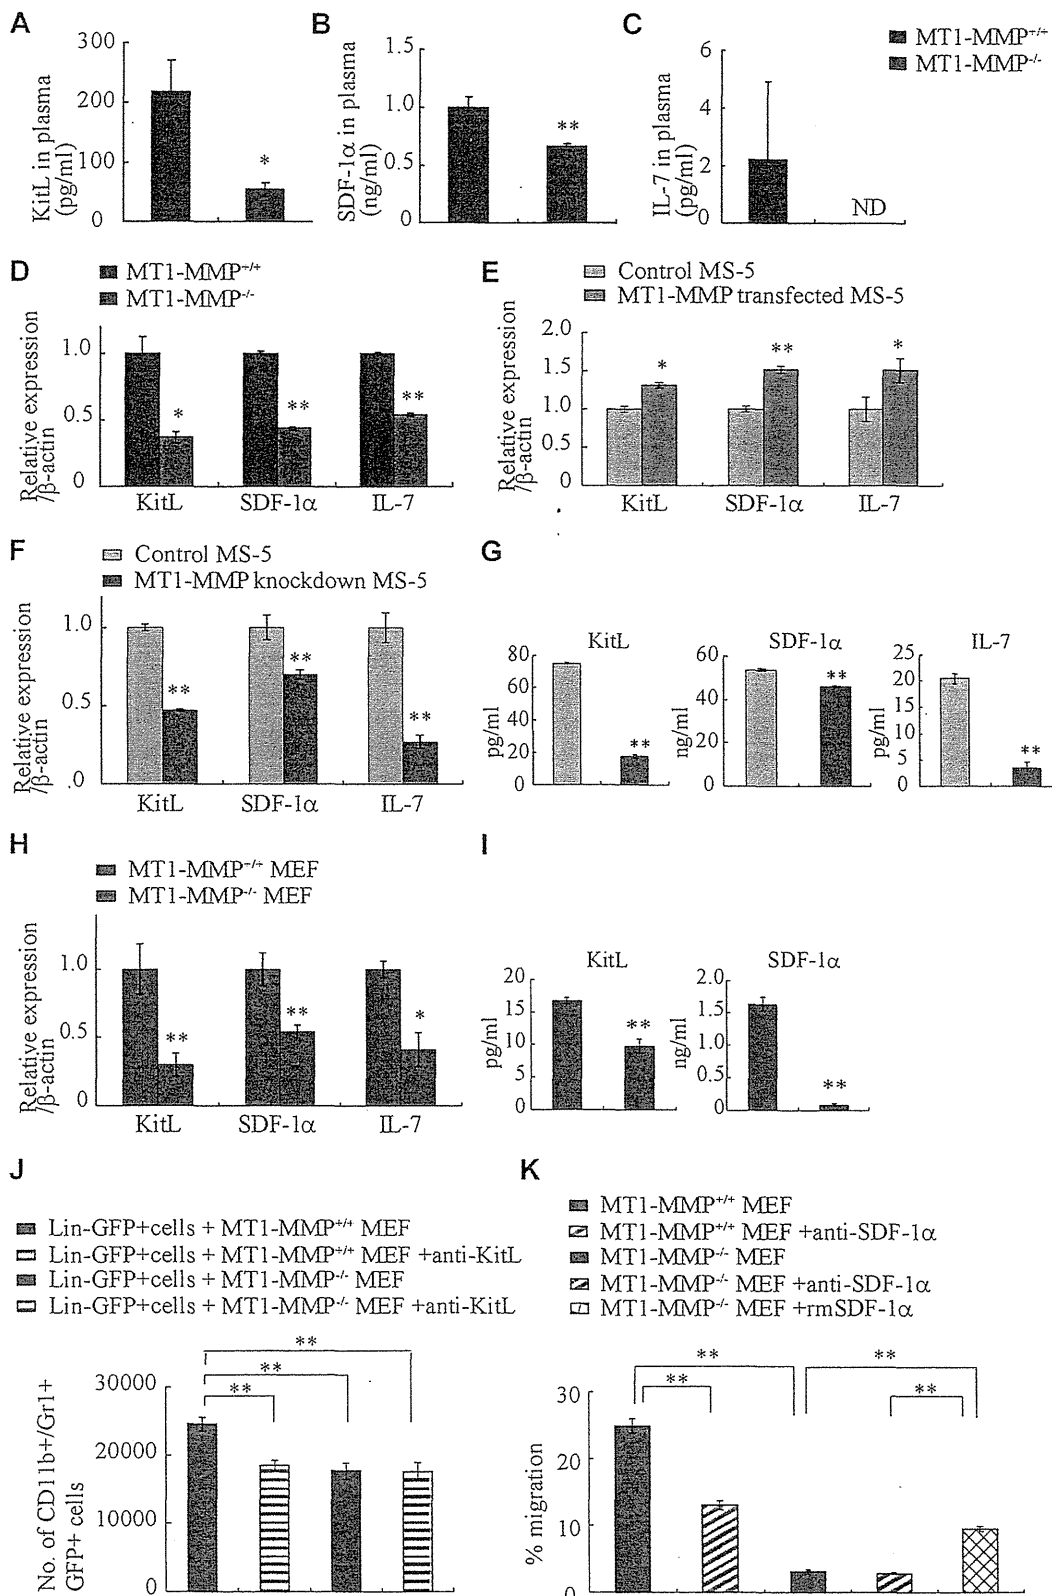 A
300
200
100
0
KitL in plasma
(pg/ml)
*
B
1.5
1.0
0.5
0
SDF-1α in plasma
(ng/ml)
**
C
6
4
2
0
IL-7 in plasma
(pg/ml)
ND
MT1-MMP+/+
MT1-MMP-/-
D
MT1-MMP+/+
MT1-MMP-/-
Relative expression
/β-actin
1.0
0.5
0
*
**
**
KitL
SDF-1α
IL-7
E
Control MS-5
MT1-MMP transfected MS-5
Relative expression
/β-actin
2.0
1.5
1.0
0.5
0
*
**
*
KitL
SDF-1α
IL-7
F
Control MS-5
MT1-MMP knockdown MS-5
Relative expression
/β-actin
1.0
0.5
0
**
**
**
KitL
SDF-1α
IL-7
G
KitL
pg/ml
80
60
40
20
0
**
SDF-1α
ng/ml
60
40
20
0
**
IL-7
pg/ml
25
20
15
10
5
0
**
H
MT1-MMP+/+ MEF
MT1-MMP-/- MEF
Relative expression
/β-actin
1.0
0.5
0
**
**
*
KitL
SDF-1α
IL-7
I
KitL
pg/ml
20
15
10
5
0
**
SDF-1α
ng/ml
2.0
1.5
1.0
0.5
0
**
J
Lin-GFP+cells + MT1-MMP+/+ MEF
Lin-GFP+cells + MT1-MMP+/+ MEF +anti-KitL
Lin-GFP+cells + MT1-MMP-/- MEF
Lin-GFP+cells + MT1-MMP-/- MEF +anti-KitL
No. of CD11b+/Gr1+
GFP+ cells
30000
20000
10000
0
**
**
**
K
MT1-MMP+/+ MEF
MT1-MMP+/+ MEF +anti-SDF-1α
MT1-MMP-/- MEF
MT1-MMP-/- MEF +anti-SDF-1α
MT1-MMP-/- MEF +rmSDF-1α
% migration
30
20
10
0
**
**
**
**